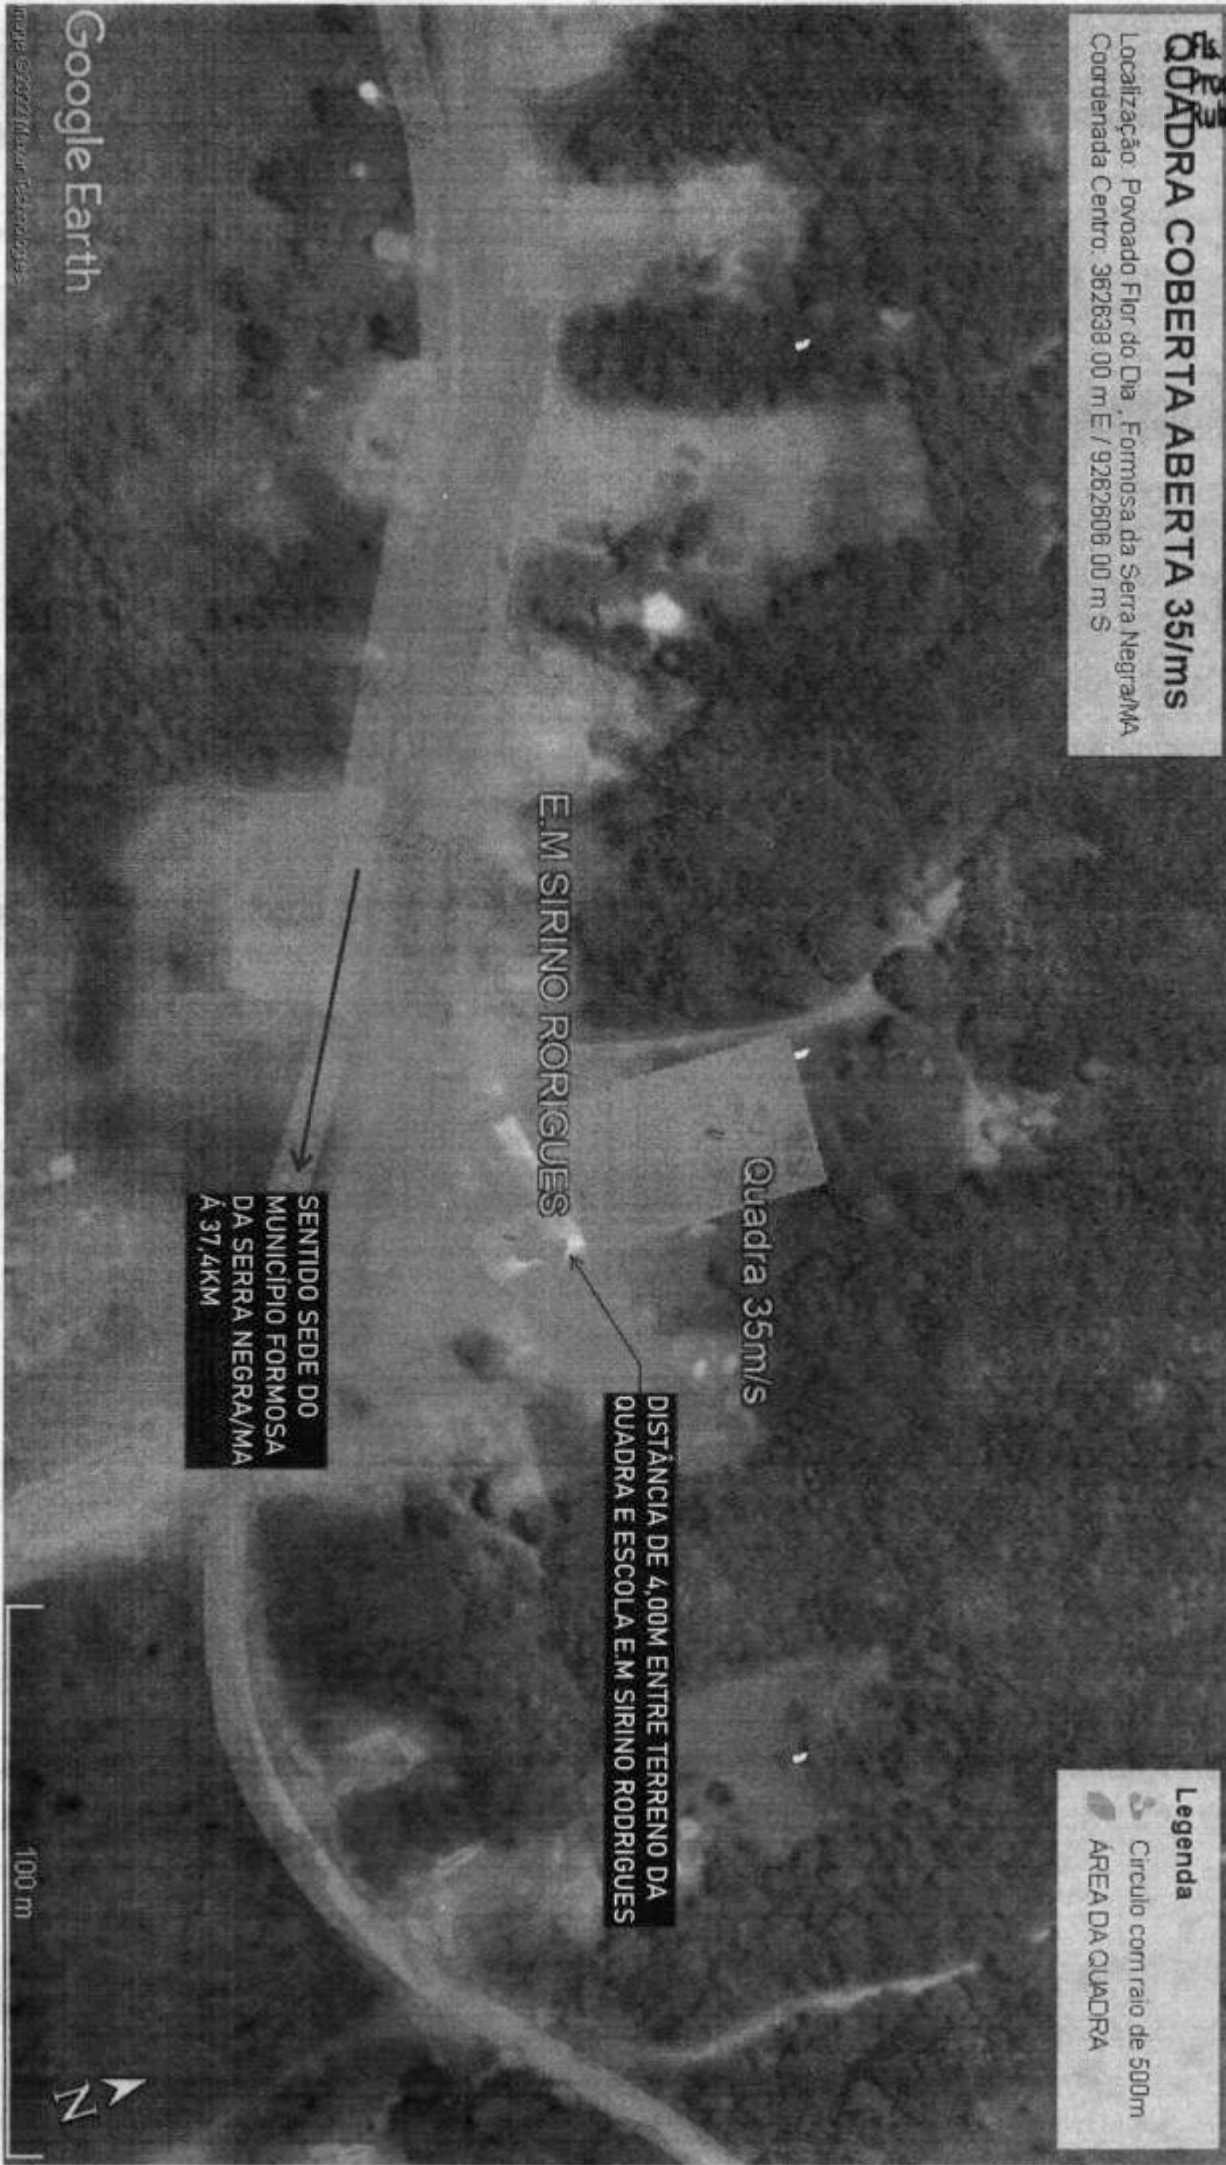 QUADRA COBERTA ABERTA 35/ms
Localização: Povoado Flor do Dia , Formosa da Serra Negra/MA
Coordenada Centro: 362638.00 m E / 9262606.00 m S
Legenda
Circulo com raio de 500m
ÁREA DA QUADRA
Quadra 35m/s
E.M SIRINO RORIGUES
DISTÂNCIA DE 4,00M ENTRE TERRENO DA
QUADRA E ESCOLA E.M SIRINO RODRIGUES
SENTIDO SEDE DO
MUNICÍPIO FORMOSA
DA SERRA NEGRA/MA
Á 37,4KM
Google Earth
100 m
N